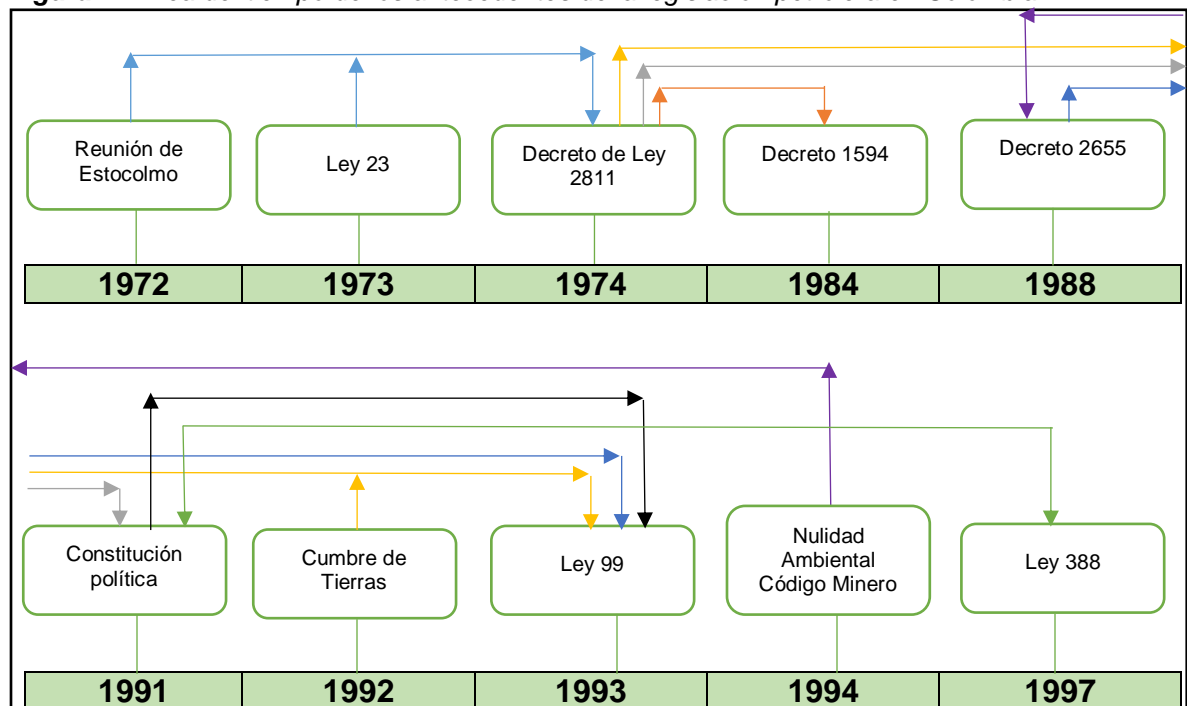 Reunión de
Estocolmo
Ley 23
Decreto de Ley
2811
Decreto 1594
Decreto 2655
1972 1973 1974 1984 1988
Constitución
política
Cumbre de
Tierras
Ley 99
Nulidad
Ambiental
Código Minero
Ley 388
1991 1992 1993 1994 1997